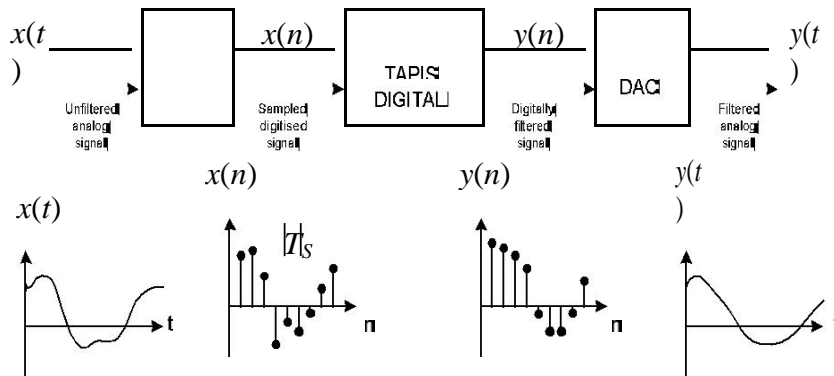 x(t
)
x(n)
y(n)
y(t
)
TAPIS
DIGITAL
DAC
Unfiltered
analog
signal
Sampled
digitised
signal
Digitally
filtered
signal
Filtered
analog
signal
x(t)
x(n)
y(n)
y(t
)
|T|S
t
n
n